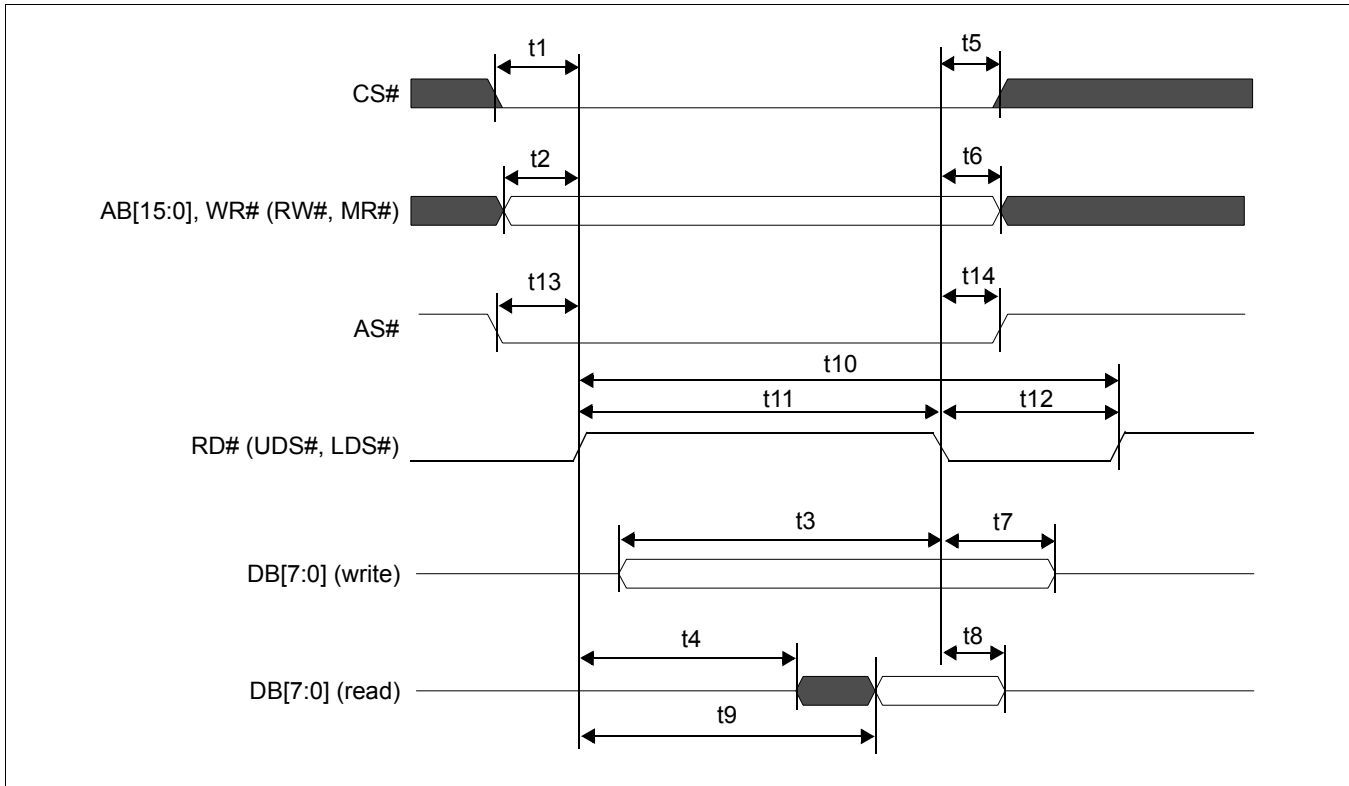 t1
t5
CS#
t2
t6
AB[15:0], WR# (RW#, MR#)
t13
t14
AS#
t10
t11
t12
RD# (UDS#, LDS#)
t3
t7
DB[7:0] (write)
t4
t8
DB[7:0] (read)
t9